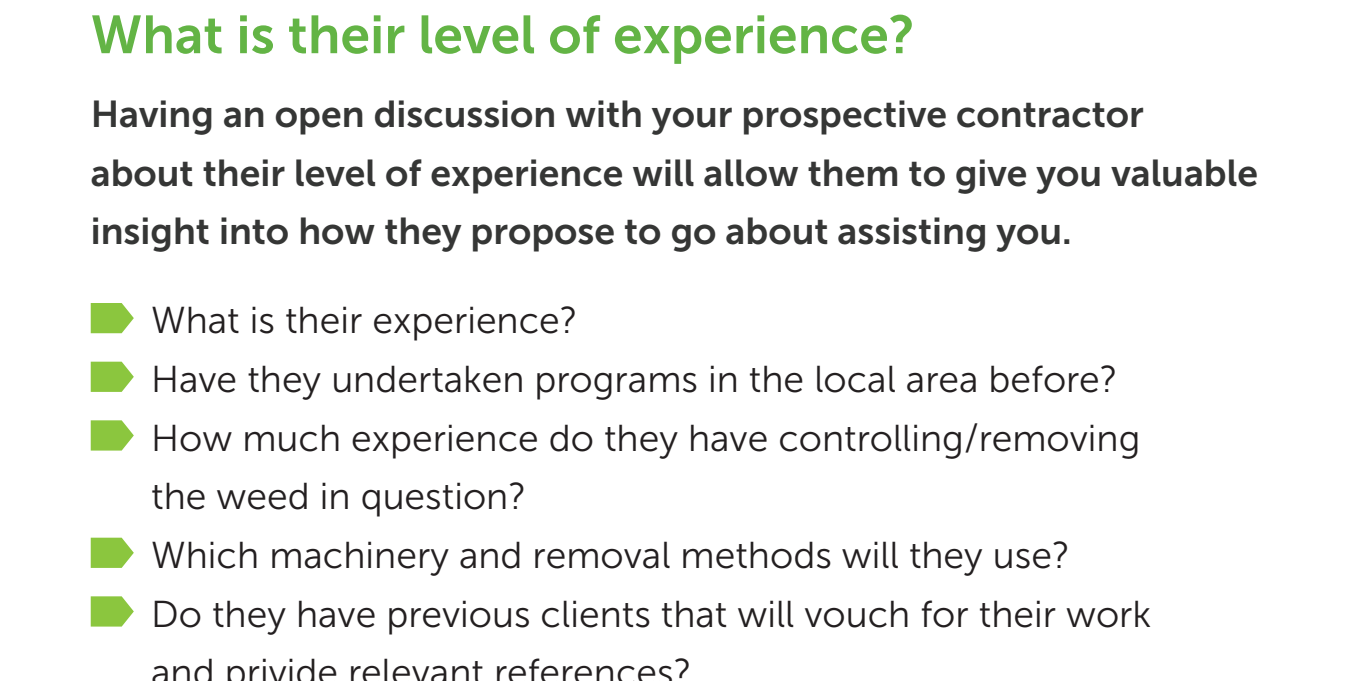 What is their level of experience?
Having an open discussion with your prospective contractor
about their level of experience will allow them to give you valuable
insight into how they propose to go about assisting you.
What is their experience?
Have they undertaken programs in the local area before?
How much experience do they have controlling/removing
the weed in question?
Which machinery and removal methods will they use?
Do they have previous clients that will vouch for their work
and privide relevant references?